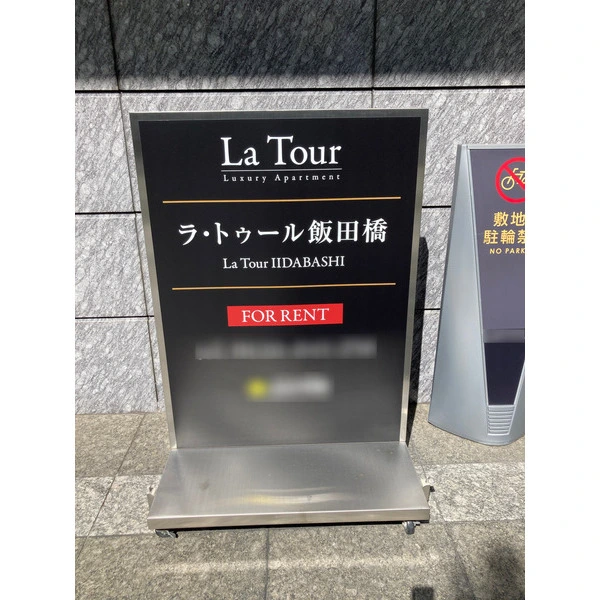 La Tour
Luxury Apartment
ラ・トゥール飯田橋
La Tour IIDABASHI
FOR RENT
敷地
駐輪禁
NO PARK